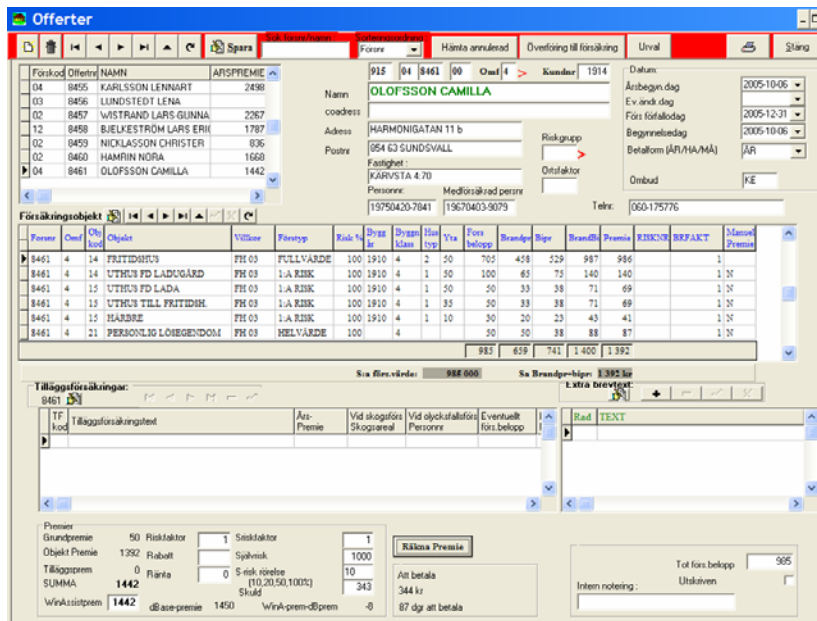 Offerter
Spara
Sök försnr/namn
Sorteringsordning
Försnr
Hämta annulerad
Överföring till försäkring
Urval
Stäng
Förskod Offertnr NAMN ARSPREMIE
04 8455 KARLSSON LENNART 2498
03 8456 LUNDSTEDT LENA
02 8457 WISTRAND LARS-GUNNA 2267
12 8458 BJELKESTRÖM LARS ERI 1787
02 8459 NICKLASSON CHRISTER 836
02 8460 HAMRIN NORA 1668
04 8461 OLOFSSON CAMILLA 1442
915 04 8461 00 Omf 4 > Kundnr 1914
Namn OLOFSSON CAMILLA
coadress
Adress HARMONIGATAN 11 b
Postnr 854 63 SUNDSVALL
Fastighet :
KÄRVSTA 4:70
Personnr: Medförsäkrad persnr
19750420-7841 19670403-9079
Riskgrupp
>
Ortsfaktor
Telnr: 060-175776
Datum:
Årsbegyn.dag 2005-10-06
Ev.ändr.dag
Förs förfallodag 2005-12-31
Begynnelsedag 2005-10-06
Betalform (ÅR/HA/MÅ) ÅR
Ombud KE
Försäkringsobjekt
Forsnr Omf Obj kod Objekt Villkor Förstyp Risk % Bygg år Byggn klass Hus typ Yta Fors belopp Brandpr Bipr BrandBi Premie RISKNR BRFAKT Manuel Premie
8461 4 14 FRITIDSHUS FH 03 FULLVÄRDE 100 1910 4 2 50 705 458 529 987 986 1
8461 4 14 UTHUS FD LADUGÅRD FH 03 1:A RISK 100 1910 4 1 50 100 65 75 140 140 1 N
8461 4 15 UTHUS FD LADA FH 03 1:A RISK 100 1910 4 1 50 50 33 38 71 69 1 N
8461 4 15 UTHUS TILL FRITIDSH. FH 03 1:A RISK 100 1910 4 1 35 50 33 38 71 69 1 N
8461 4 15 HÄRBRE FH 03 1:A RISK 100 1910 4 1 10 30 20 23 43 41 1 N
8461 4 21 PERSONLIG LÖSEGENDOM FH 03 HELVÄRDE 100 4 50 50 38 88 87 1 N
985 659 741 1 400 1 392
S:a förs.värde: 985 000 Sa Brandpr+bipr: 1 392 kr
Tilläggsförsäkringar:
8461
TF kod Tilläggsförsäkringstext Års- Premie Vid skogsförs Skogsareal Vid olycksfallsförs Personnr Eventuellt förs.belopp
Extra brevtext:
Rad TEXT
Premier
Grundpremie 50 Riskfaktor 1 Sriskfaktor 1
Objekt Premie 1392 Rabatt Självrisk 1000
Tilläggsprem 0 Ränta 0 S-risk rörelse 10
(10,20,50,100%)
SUMMA 1442 Skuld 343
WinAssistprem 1442 dBase-premie 1450 WinA-prem-dBprem -8
Räkna Premie
Att betala
344 kr
87 dgr att betala
Tot förs.belopp 985
Utskriven
Intern notering :